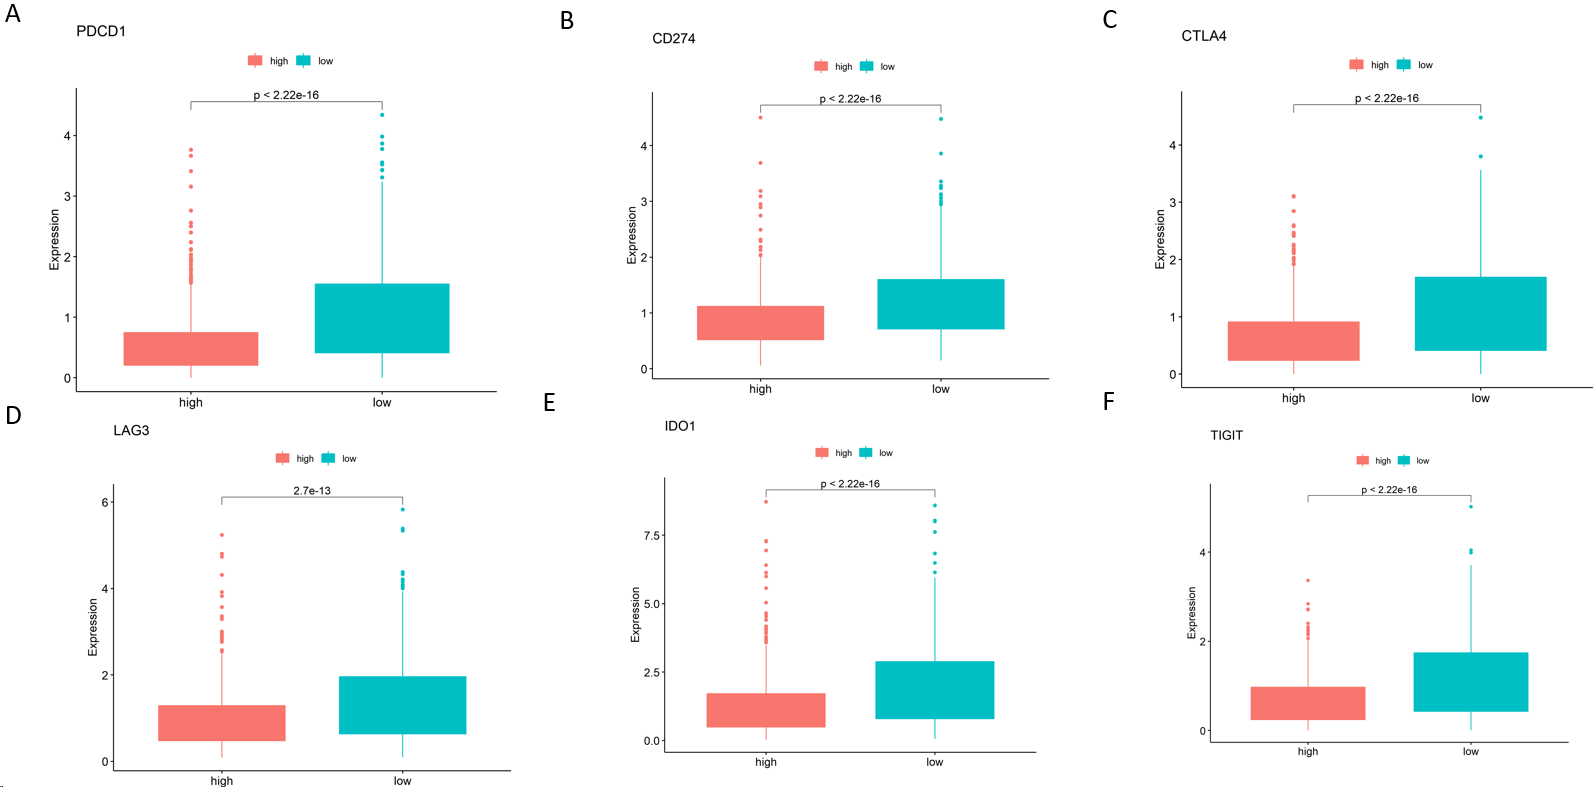 A
PDCD1
high low
p < 2.22e-16
4
3
2
1
0
Expression
high low
B
CD274
high low
p < 2.22e-16
4
3
2
1
0
Expression
high low
C
CTLA4
high low
p < 2.22e-16
4
3
2
1
0
Expression
high low
D
LAG3
high low
2.7e-13
6
4
2
0
Expression
high low
E
IDO1
high low
p < 2.22e-16
7.5
5.0
2.5
0.0
Expression
high low
F
TIGIT
high low
p < 2.22e-16
4
2
0
Expression
high low